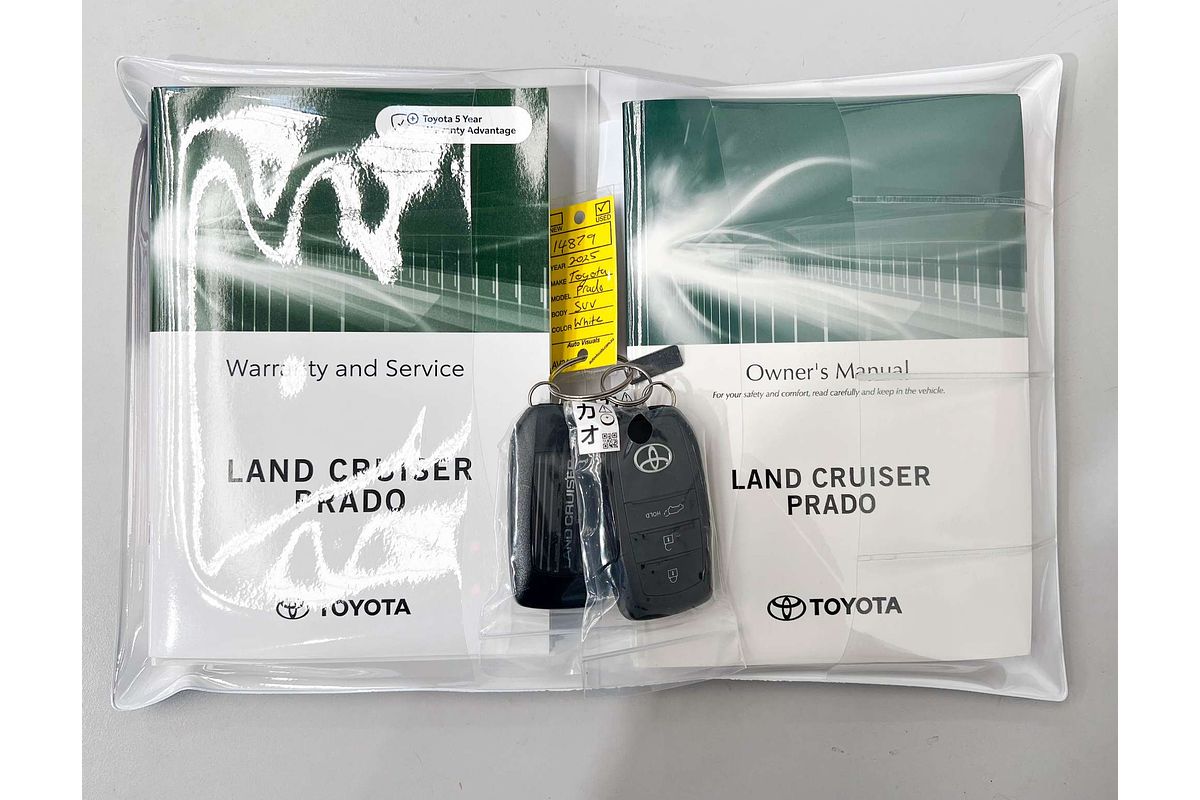 Toyota 5 Year
Warranty Advantage
Warranty and Service
LAND CRUISER
PRADO
TOYOTA
NEW
USED
14879
YEAR 2025
MAKE Toyota
MODEL Prado
BODY SUV
COLOR White
Auto Visuals
カ
オ
LAND CRUISER
HOLD
Owner's Manual
For your safety and comfort, read carefully and keep in the vehicle.
LAND CRUISER
PRADO
TOYOTA